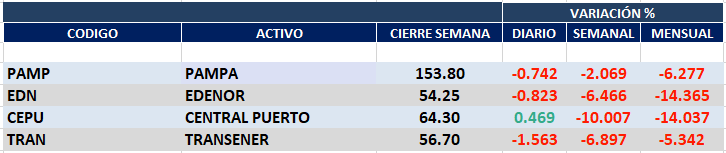 VARIACIÓN %
CODIGO ACTIVO CIERRE SEMANA DIARIO SEMANAL MENSUAL
PAMP PAMPA 153.80 -0.742 -2.069 -6.277
EDN EDENOR 54.25 -0.823 -6.466 -14.365
CEPU CENTRAL PUERTO 64.30 0.469 -10.007 -14.037
TRAN TRANSENER 56.70 -1.563 -6.897 -5.342